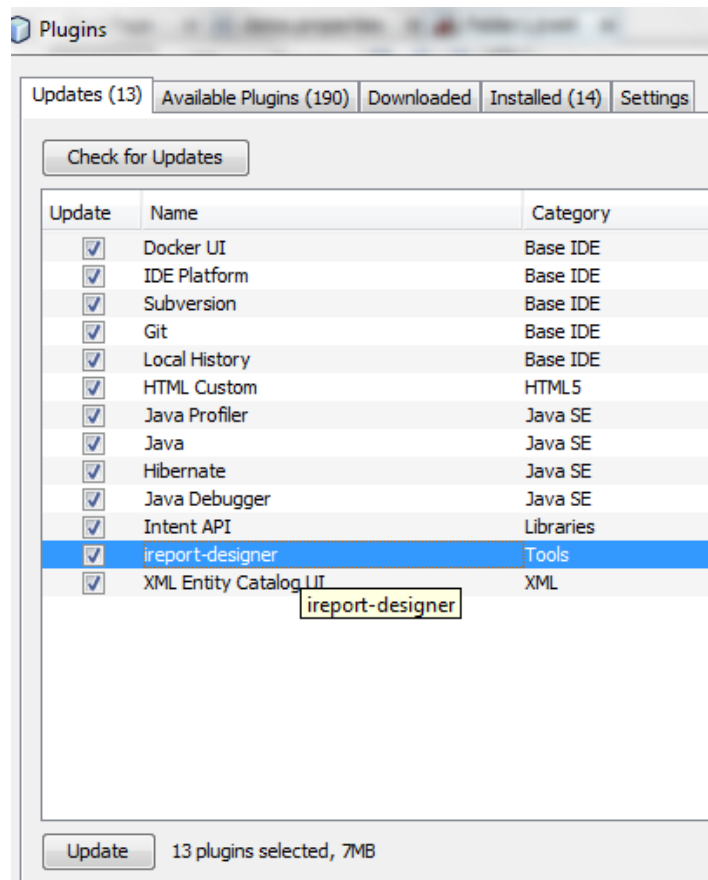 Plugins
Updates (13) Available Plugins (190) Downloaded Installed (14) Settings
Check for Updates
Update Name Category
Docker UI Base IDE
IDE Platform Base IDE
Subversion Base IDE
Git Base IDE
Local History Base IDE
HTML Custom HTML5
Java Profiler Java SE
Java Java SE
Hibernate Java SE
Java Debugger Java SE
Intent API Libraries
ireport-designer Tools
XML Entity Catalog UI XML
ireport-designer
Update 13 plugins selected, 7MB